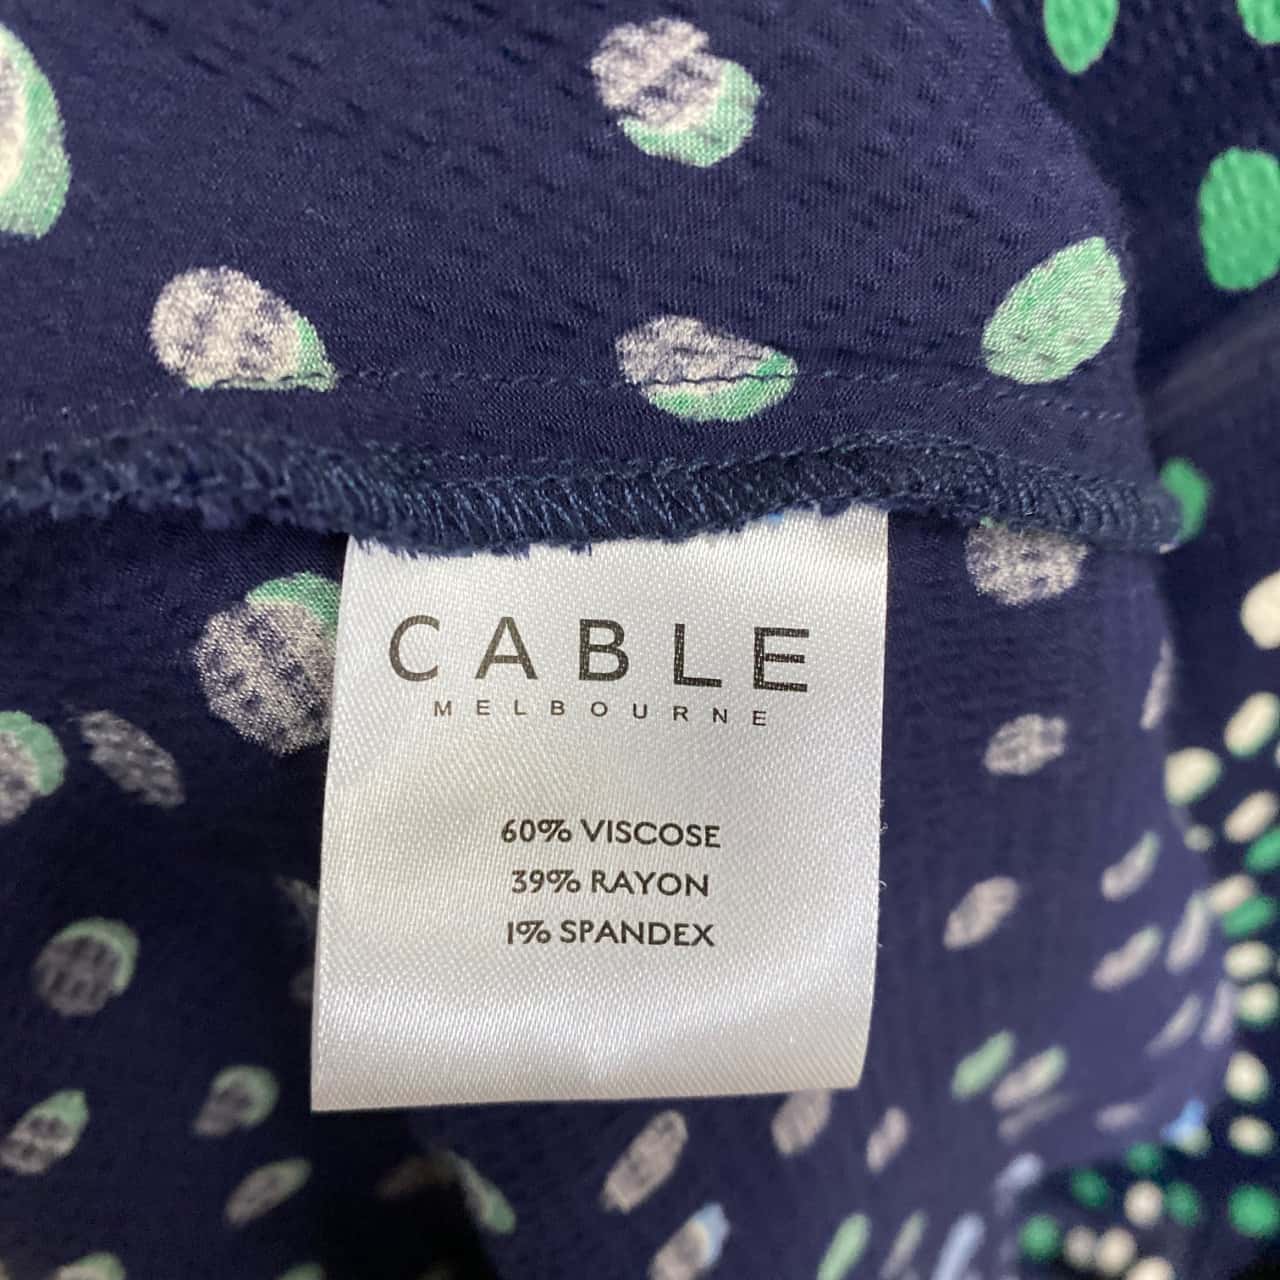 CABLE
MELBOURNE
60% VISCOSE
39% RAYON
1% SPANDEX